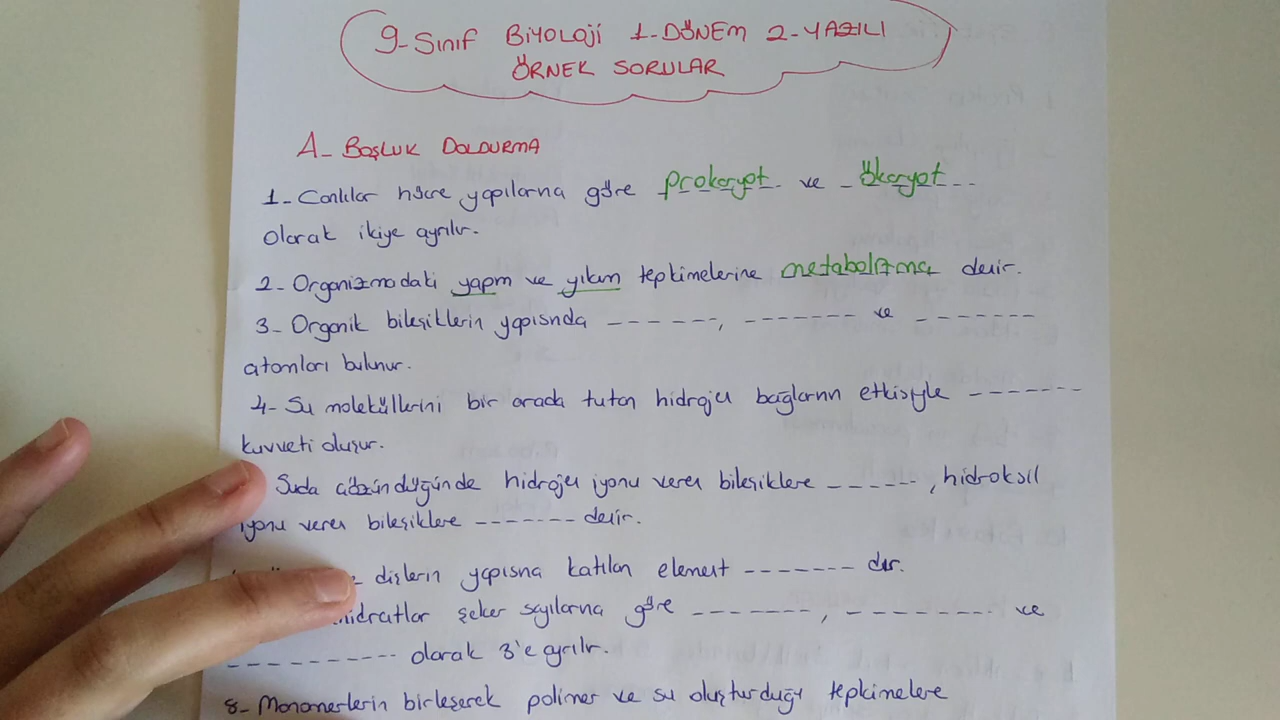 9-Sınıf BİYOLOJİ 1-DÖNEM 2-YAZILI
ÖRNEK SORULAR
A- BOŞLUK DOLDURMA
1- Canlılar hücre yapılarına göre prokaryot ve ökaryot
olarak ikiye ayrılır.
2- Organizmadaki yapım ve yıkım tepkimelerine metabolizma denir.
3- Organik bileşiklerin yapısında ------, ------- ve -------
atomları bulunur.
4- Su moleküllerini bir arada tutan hidrojen bağlarının etkisiyle -------
kuvveti oluşur.
Suda çözündüğünde hidrojen iyonu veren bileşiklere ------, hidroksil
iyonu veren bileşiklere ------- denir.
dişlerin yapısına katılan element ------- dır.
hidratlar şeker sayılarına göre -------, -------- ve
---------- olarak 3'e ayrılır.
8- Monomerlerin birleşerek polimer ve su oluşturduğu tepkimelere